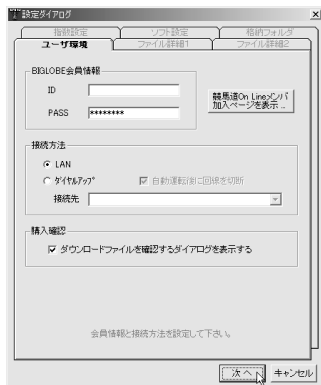 設定ダイアログ
指数設定
ソフト設定
格納フォルダ
ユーザ環境
ファイル詳細1
ファイル詳細2
BIGLOBE会員情報
ID
PASS
********
競馬道On Lineメンバ
加入ページを表示 ..
接続方法
LAN
ダイヤルアップ
自動運転後に回線を切断
接続先
購入確認
ダウンロードファイルを確認するダイアログを表示する
会員情報と接続方法を設定して下さい。
次へ
キャンセル